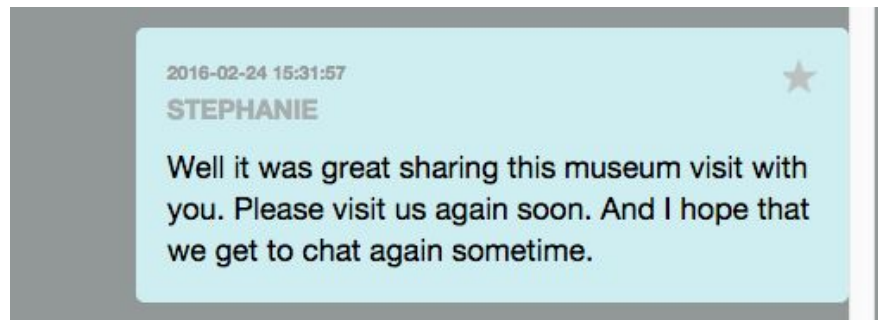 2016-02-24 15:31:57
STEPHANIE
Well it was great sharing this museum visit with
you. Please visit us again soon. And I hope that
we get to chat again sometime.